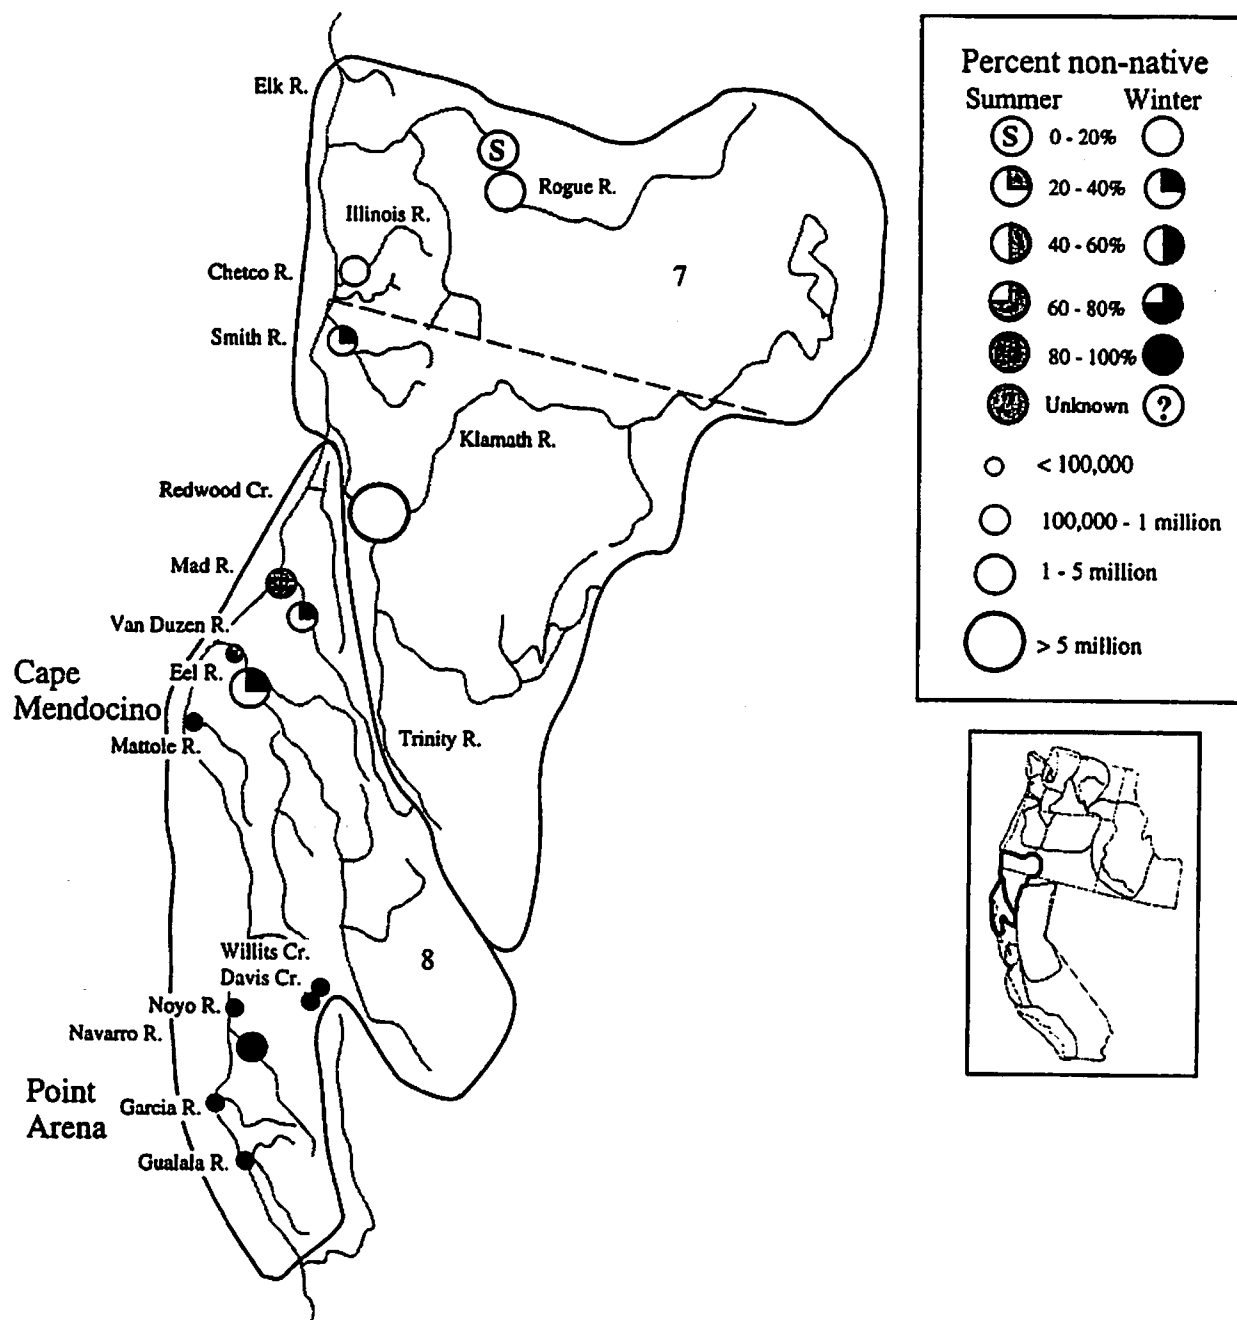 Elk R.
S
Rogue R.
Illinois R.
Chetco R.
7
Smith R.
Klamath R.
Redwood Cr.
Mad R.
Van Duzen R.
Eel R.
Cape
Mendocino
Mattole R.
Trinity R.
Willits Cr.
Davis Cr.
8
Noyo R.
Navarro R.
Point
Arena
Garcia R.
Gualala R.
Percent non-native
Summer Winter
S 0 - 20%
20 - 40%
40 - 60%
60 - 80%
80 - 100%
Unknown ?
< 100,000
100,000 - 1 million
1 - 5 million
> 5 million